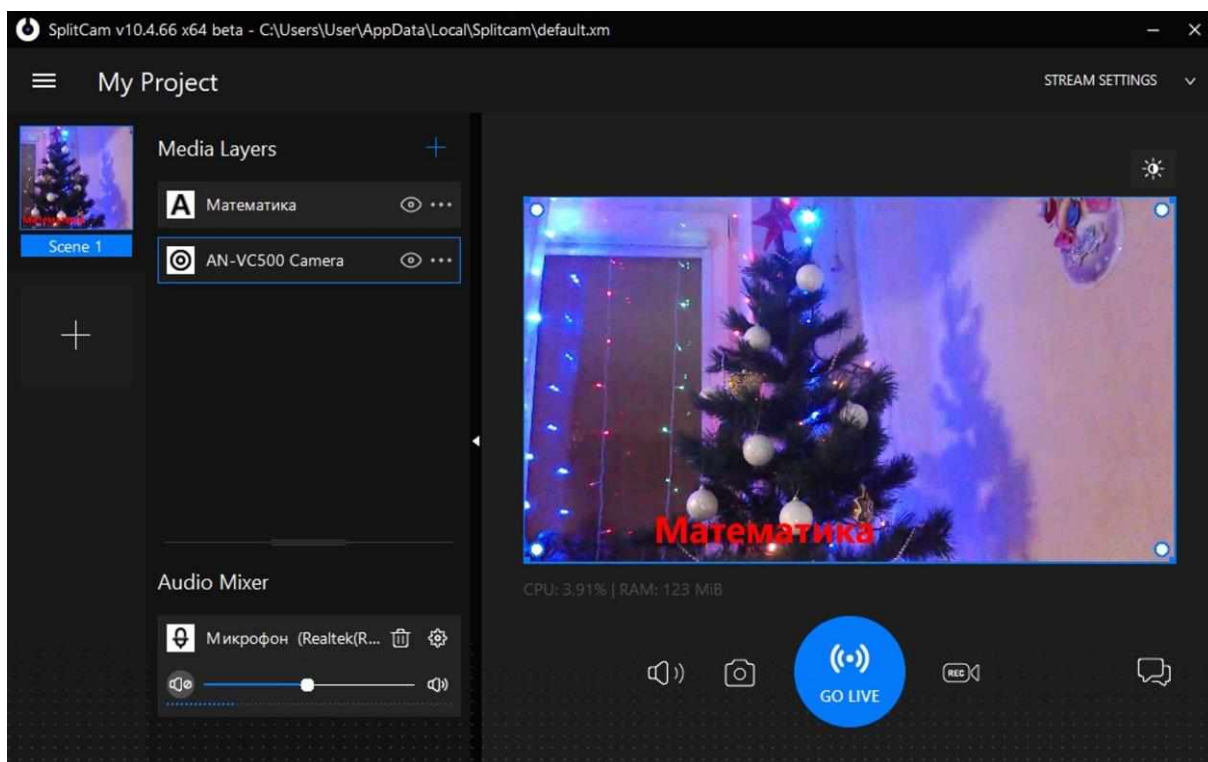 SplitCam v10.4.66 x64 beta - C:\Users\User\AppData\Local\Splitcam\default.xm
My Project
STREAM SETTINGS
Математика
Scene 1
Media Layers
A Математика
AN-VC500 Camera
Математика
CPU: 3.91% | RAM: 123 MiB
Audio Mixer
Микрофон (Realtek(R...
GO LIVE
REC